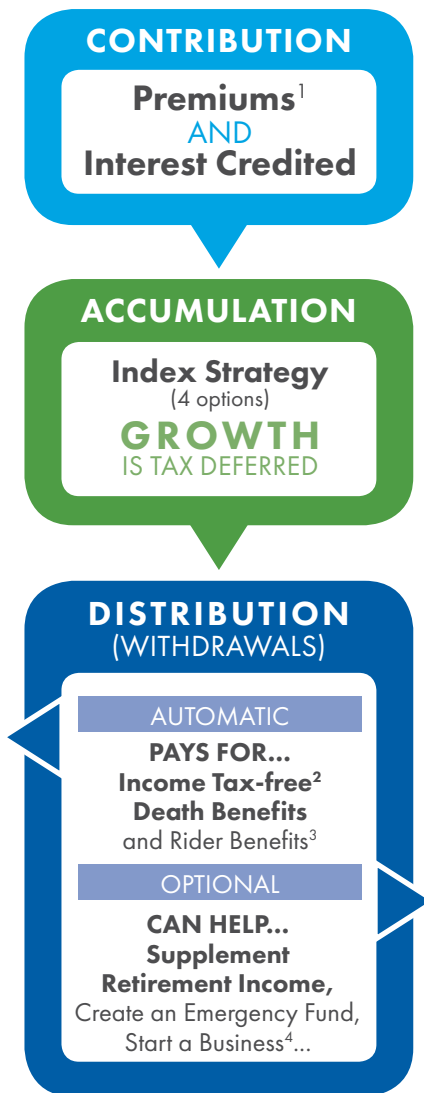 CONTRIBUTION
Premiums¹
AND
Interest Credited
ACCUMULATION
Index Strategy
(4 options)
GROWTH
IS TAX DEFERRED
DISTRIBUTION
(WITHDRAWALS)
AUTOMATIC
PAYS FOR...
Income Tax-free²
Death Benefits
and Rider Benefits³
OPTIONAL
CAN HELP...
Supplement
Retirement Income,
Create an Emergency Fund,
Start a Business⁴...